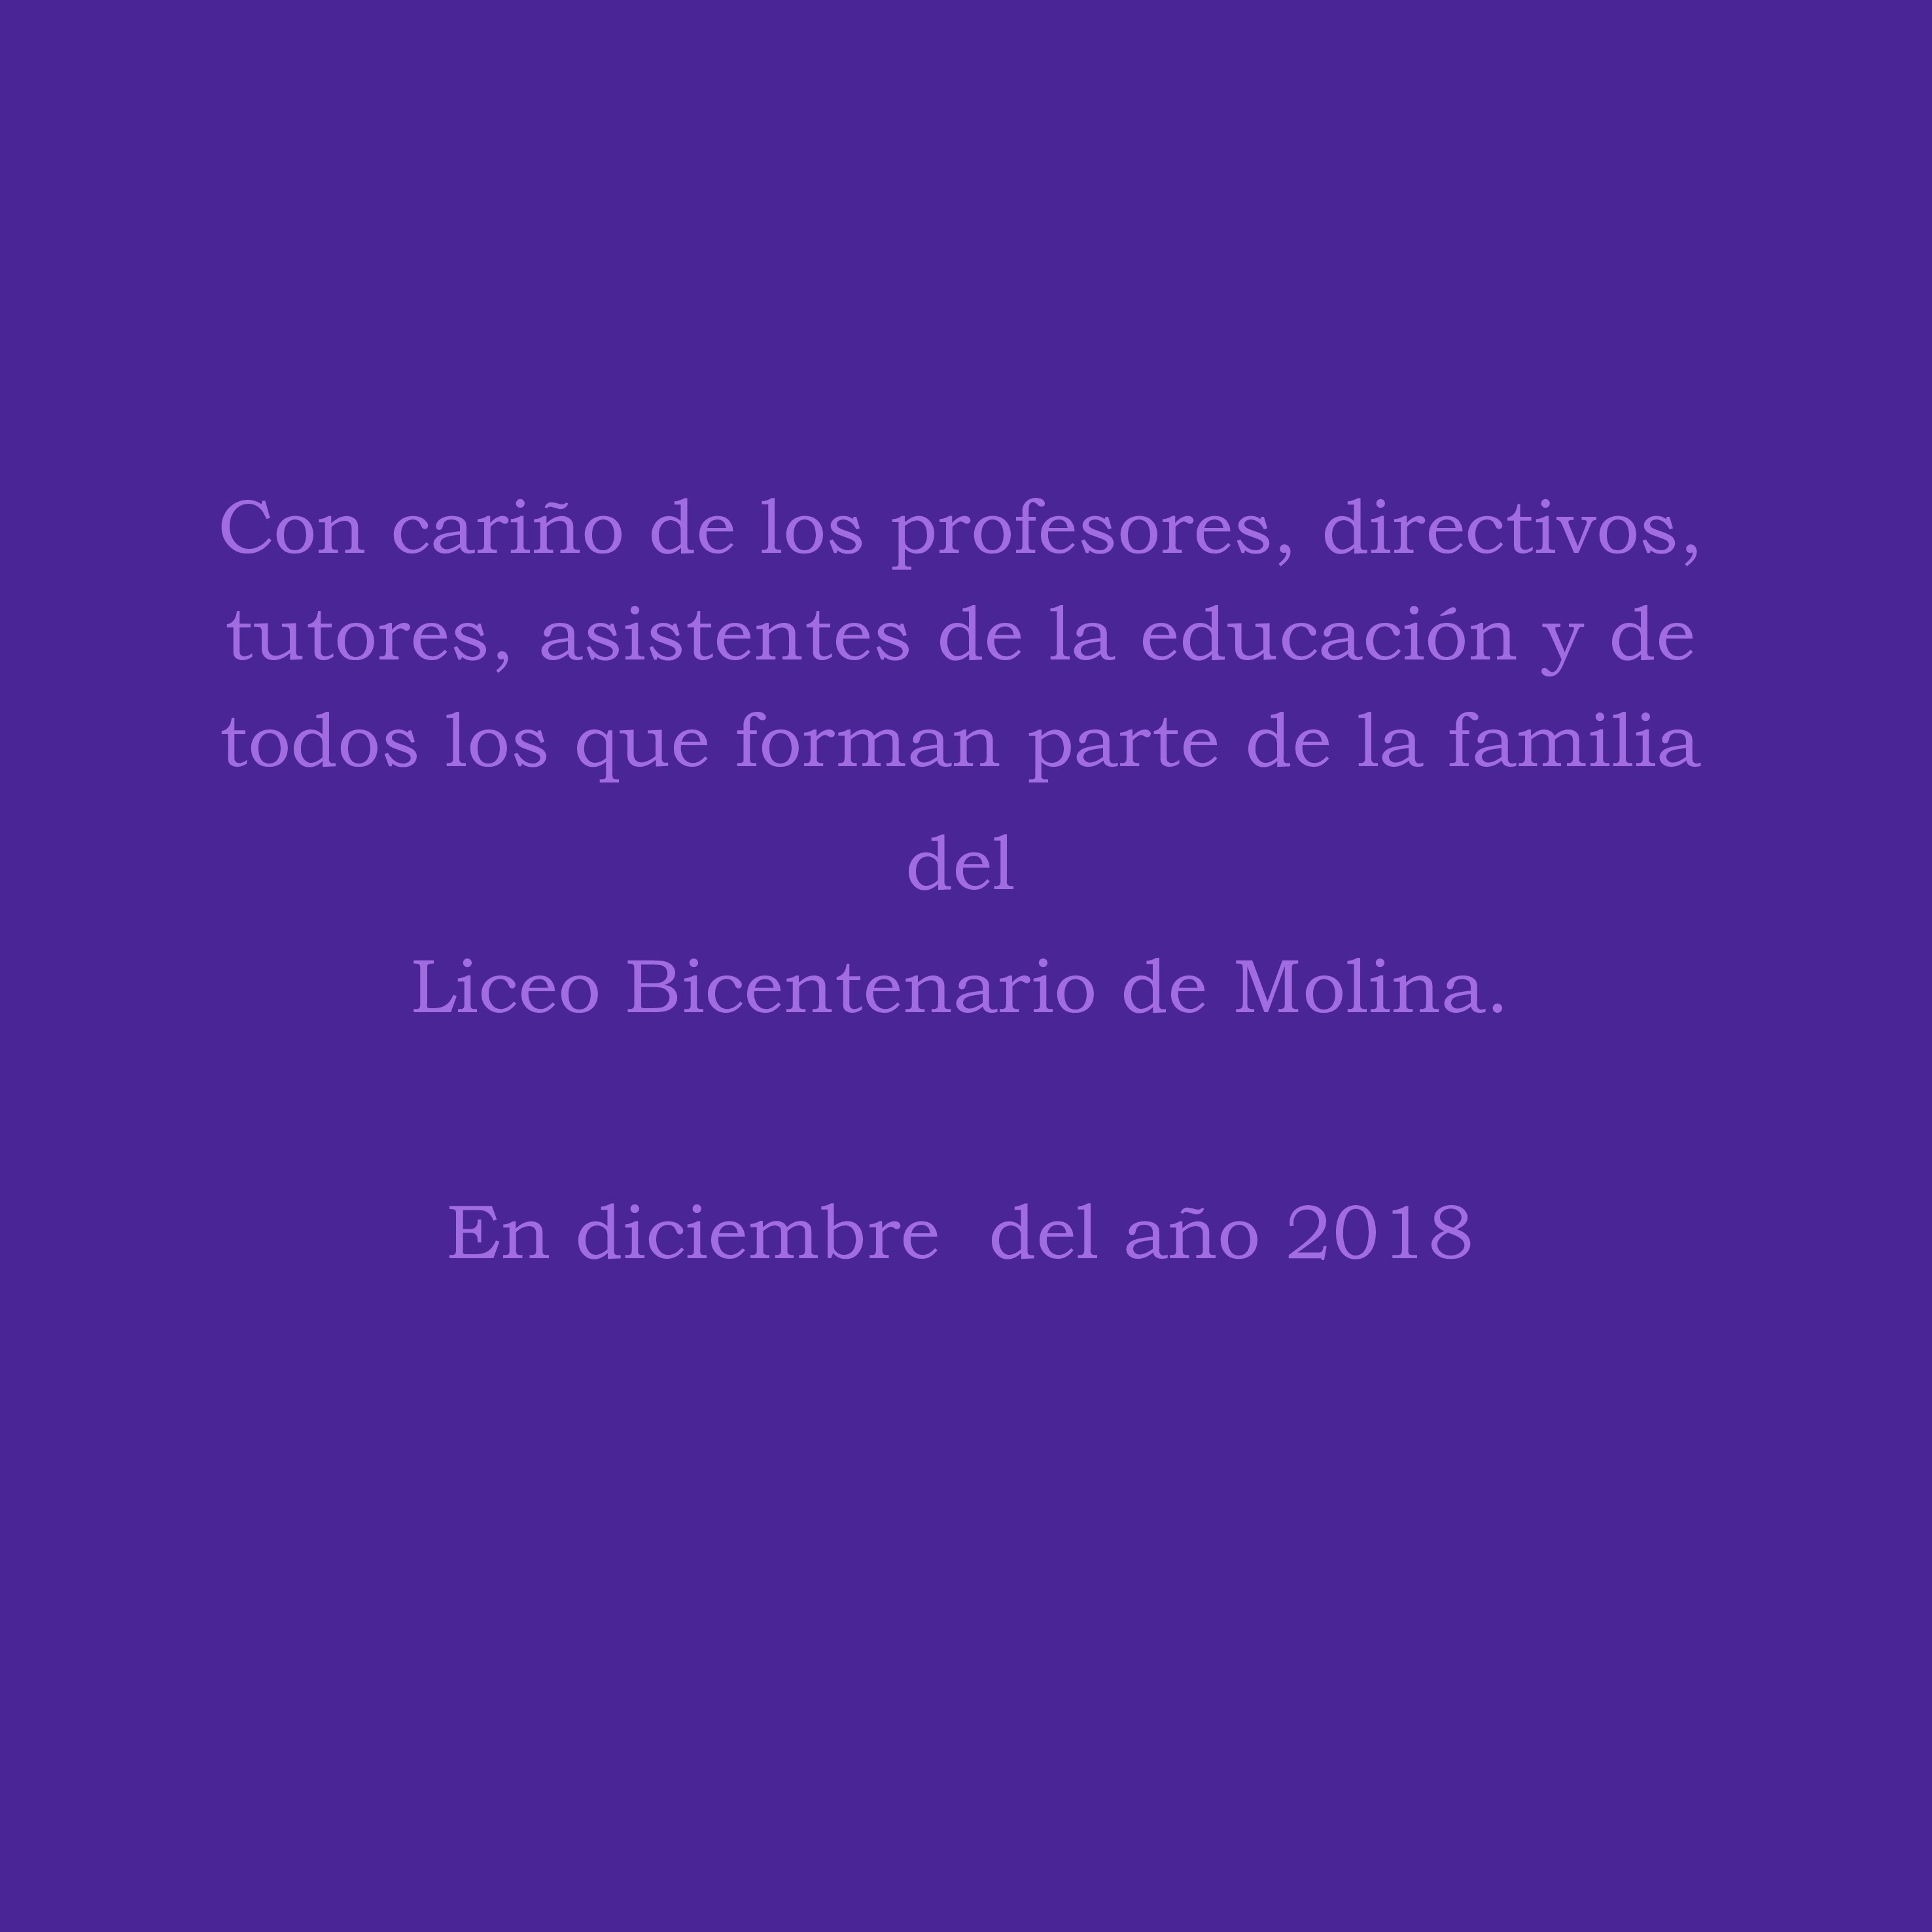 Con cariño de los profesores, directivos,
tutores, asistentes de la educación y de
todos los que forman parte de la familia
del
Liceo Bicentenario de Molina.
En diciembre  del año 2018